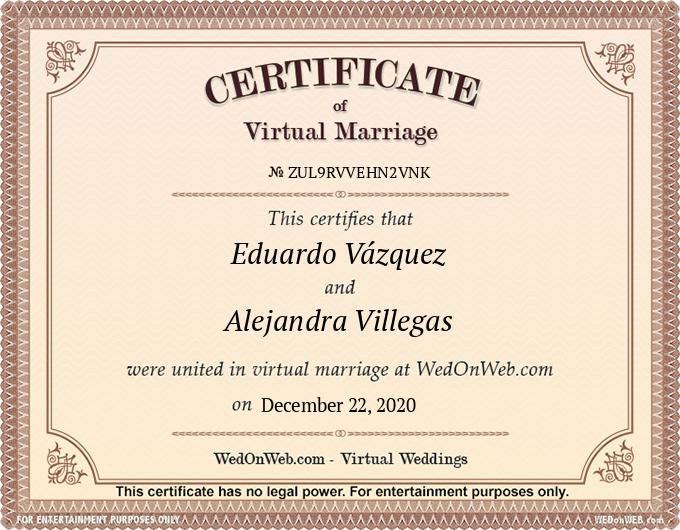 CERTIFICATE
of
Virtual Marriage
№ ZUL9RVVEHN2VNK
This certifies that
Eduardo Vázquez
and
Alejandra Villegas
were united in virtual marriage at WedOnWeb.com
on December 22, 2020
WedOnWeb.com - Virtual Weddings
This certificate has no legal power. For entertainment purposes only.
FOR ENTERTAINMENT PURPOSES ONLY
WEDonWEB.com